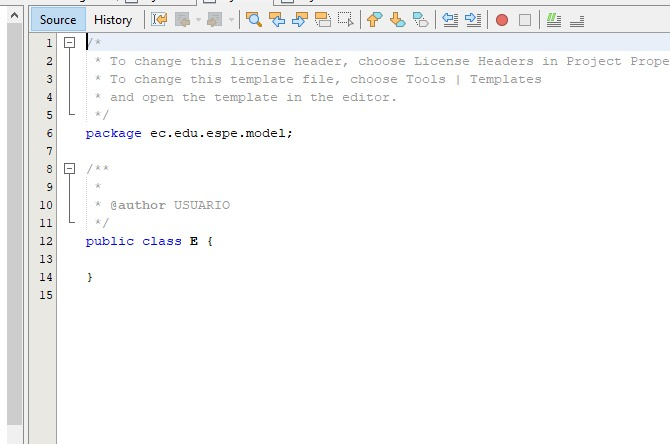 Source History
1 /*
2 * To change this license header, choose License Headers in Project Prope
3 * To change this template file, choose Tools | Templates
4 * and open the template in the editor.
5 */
6 package ec.edu.espe.model;
7
8 /**
9 *
10 * @author USUARIO
11 */
12 public class E {
13
14 }
15